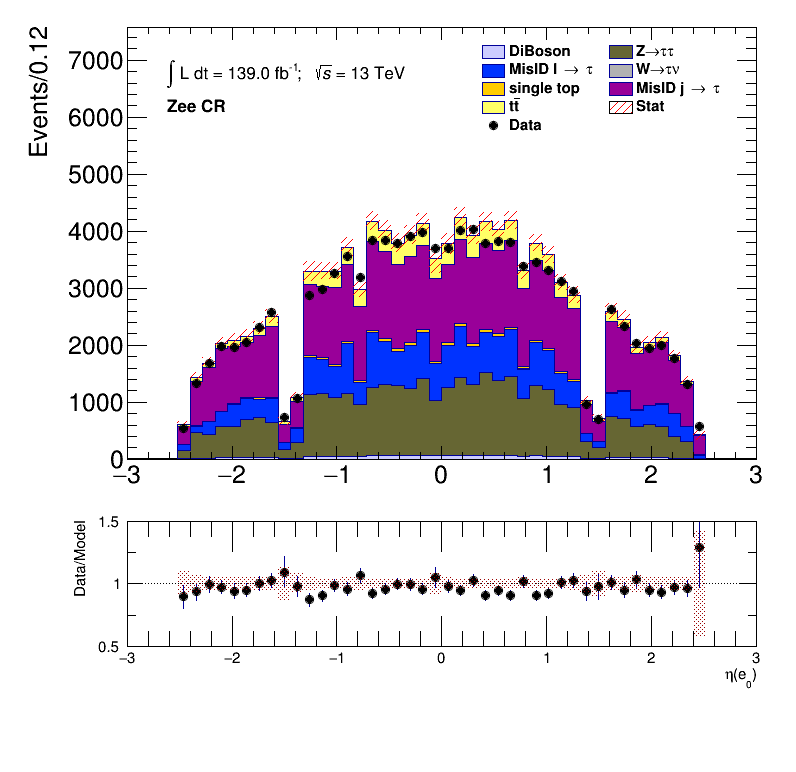 Events/0.12
7000
6000
5000
4000
3000
2000
1000
0
−3 −2 −1 0 1 2 3
∫ L dt = 139.0 fb⁻¹; √s = 13 TeV
Zee CR
DiBoson
Z→ττ
MisID l → τ
W→τν
single top
MisID j → τ
tt̄
Stat
Data
Data/Model
1.5
1
0.5
−3 −2 −1 0 1 2 3
η(e₀)